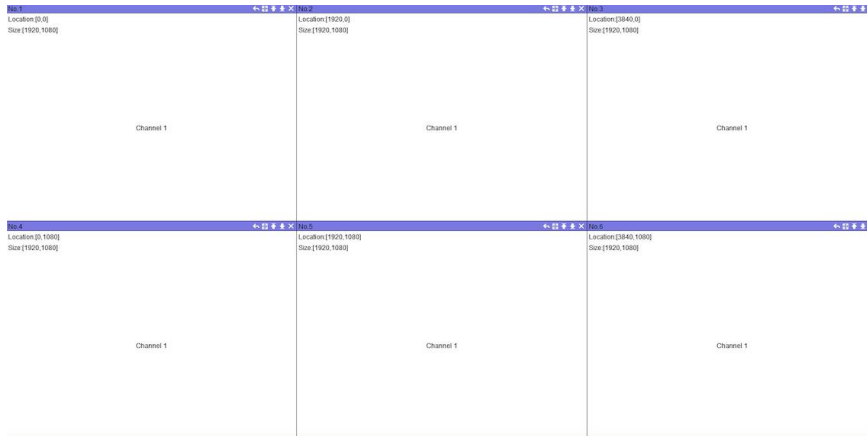 No.1
Location:[0,0]
Size:[1920,1080]
Channel 1
No.2
Location:[1920,0]
Size:[1920,1080]
Channel 1
No.3
Location:[3840,0]
Size:[1920,1080]
Channel 1
No.4
Location:[0,1080]
Size:[1920,1080]
Channel 1
No.5
Location:[1920,1080]
Size:[1920,1080]
Channel 1
No.6
Location:[3840,1080]
Size:[1920,1080]
Channel 1